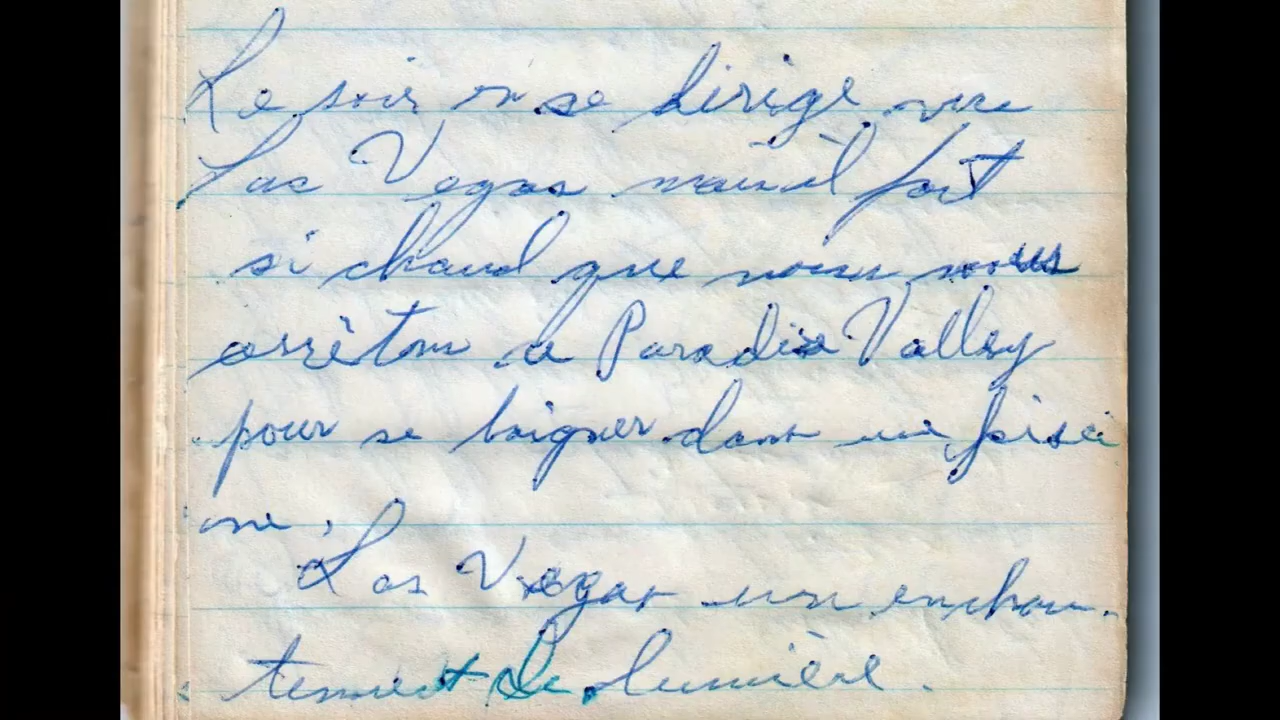 Le soir on se dirige vers
Las Vegas mais il fait
si chaud que nous nous
arrêtons à Paradise Valley
pour se baigner dans une pisci
ne.
Las Vegas un enchan-
tement de lumière.